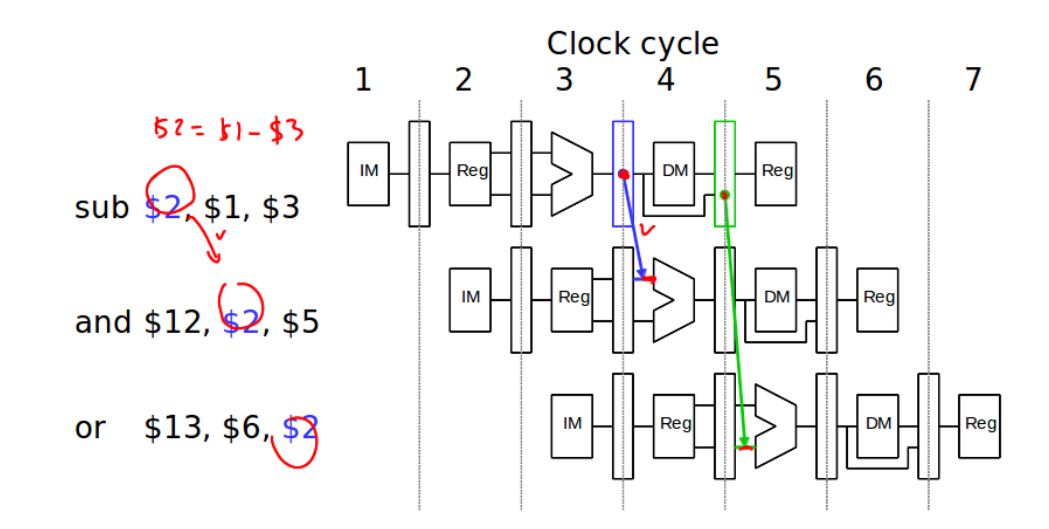 Clock cycle
1 2 3 4 5 6 7
$2 = $1 - $3
IM Reg DM Reg
sub $2, $1, $3
IM Reg DM Reg
and $12, $2, $5
IM Reg DM Reg
or $13, $6, $2